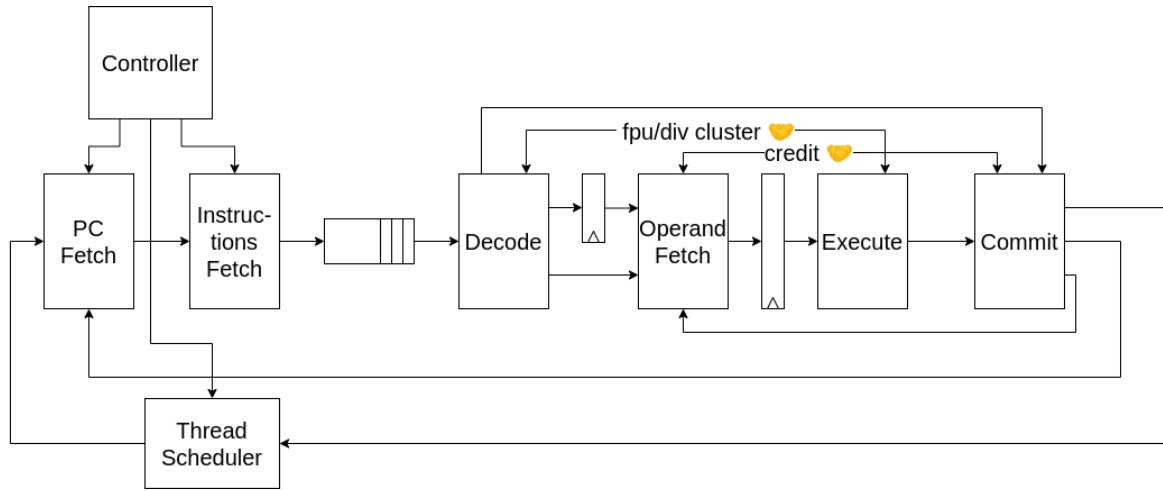 Controller
fpu/div cluster 🤝
credit 🤝
PC
Fetch
Instruc-
tions
Fetch
Decode
Operand
Fetch
Execute
Commit
Thread
Scheduler